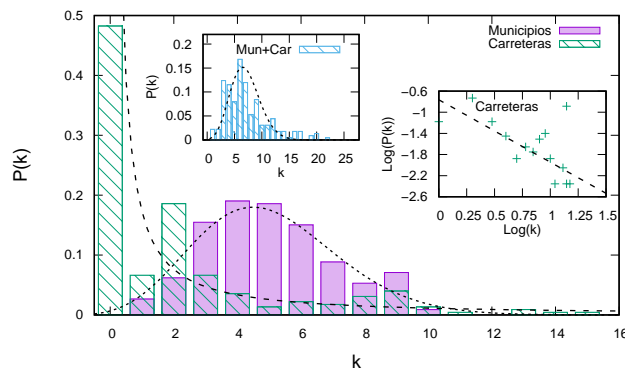 P(k)
0.5
0.4
0.3
0.2
0.1
0
0 2 4 6 8 10 12 14 16
k
Municipios
Carreteras
P(k)
0.2
0.15
0.1
0.05
0
0 5 10 15 20 25
k
Mun+Car
Log(P(k))
−0.6
−1
−1.4
−1.8
−2.2
−2.6
0 0.25 0.5 0.75 1 1.25 1.5
Log(k)
Carreteras